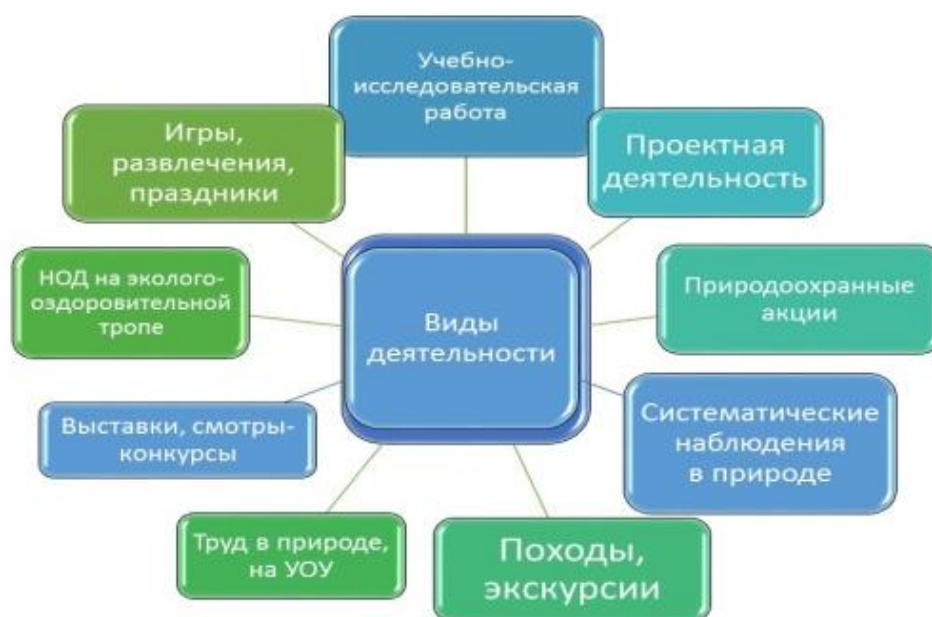 Учебно-
исследовательская
работа
Игры,
развлечения,
праздники
Проектная
деятельность
НОД на эколого-
оздоровительной
тропе
Виды
деятельности
Природоохранные
акции
Выставки, смотры-
конкурсы
Систематические
наблюдения
в природе
Труд в природе,
на УОУ
Походы,
экскурсии